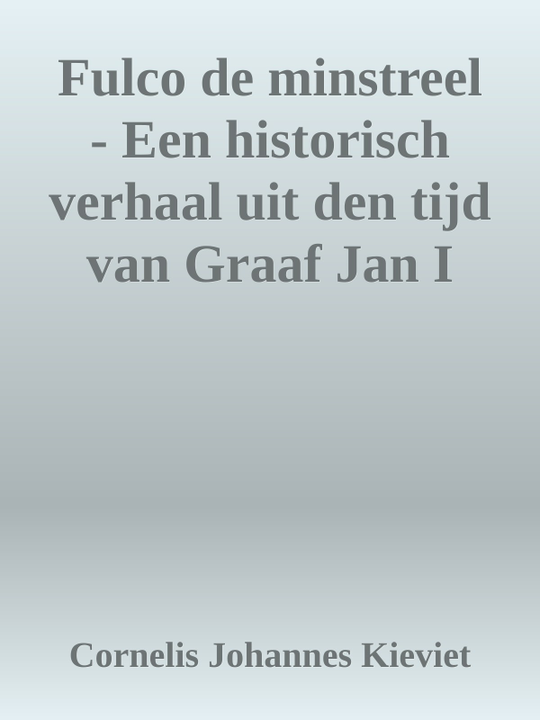 Fulco de minstreel
- Een historisch
verhaal uit den tijd
van Graaf Jan I
Cornelis Johannes Kieviet